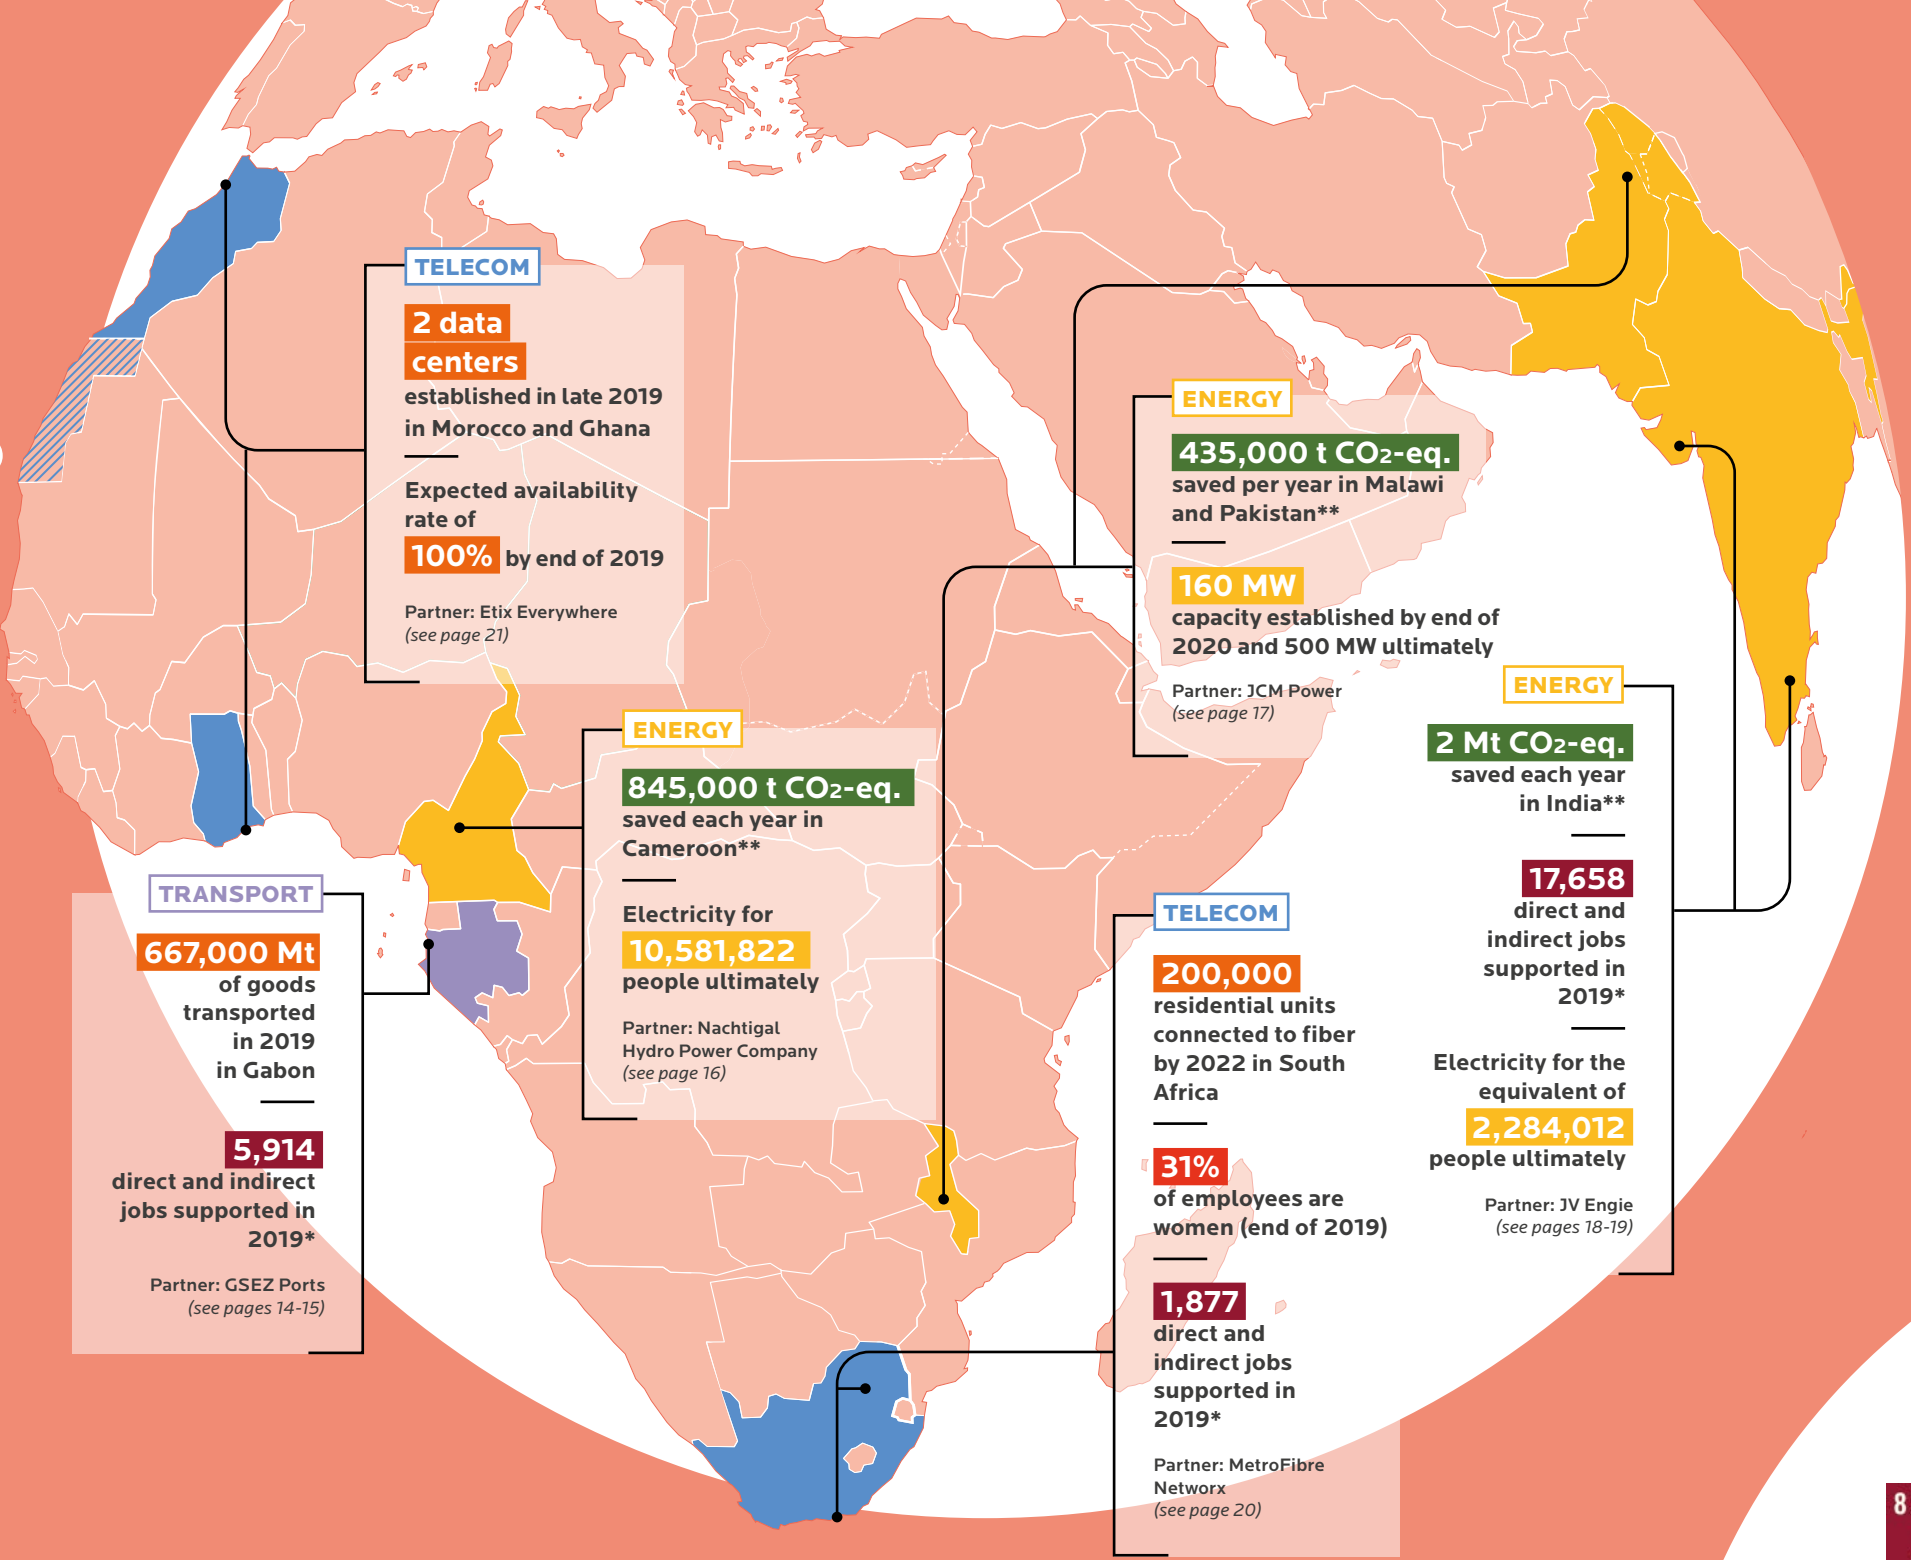 TELECOM
2 data
centers
established in late 2019
in Morocco and Ghana
Expected availability
rate of
100% by end of 2019
Partner: Etix Everywhere
(see page 21)
ENERGY
435,000 t CO2-eq.
saved per year in Malawi
and Pakistan**
160 MW
capacity established by end of
2020 and 500 MW ultimately
Partner: JCM Power
(see page 17)
ENERGY
845,000 t CO2-eq.
saved each year in
Cameroon**
Electricity for
10,581,822
people ultimately
Partner: Nachtigal
Hydro Power Company
(see page 16)
ENERGY
2 Mt CO2-eq.
saved each year
in India**
17,658
direct and
indirect jobs
supported in
2019*
Electricity for the
equivalent of
2,284,012
people ultimately
Partner: JV Engie
(see pages 18-19)
TRANSPORT
667,000 Mt
of goods
transported
in 2019
in Gabon
5,914
direct and indirect
jobs supported in
2019*
Partner: GSEZ Ports
(see pages 14-15)
TELECOM
200,000
residential units
connected to fiber
by 2022 in South
Africa
31%
of employees are
women (end of 2019)
1,877
direct and
indirect jobs
supported in
2019*
Partner: MetroFibre
Networx
(see page 20)
8